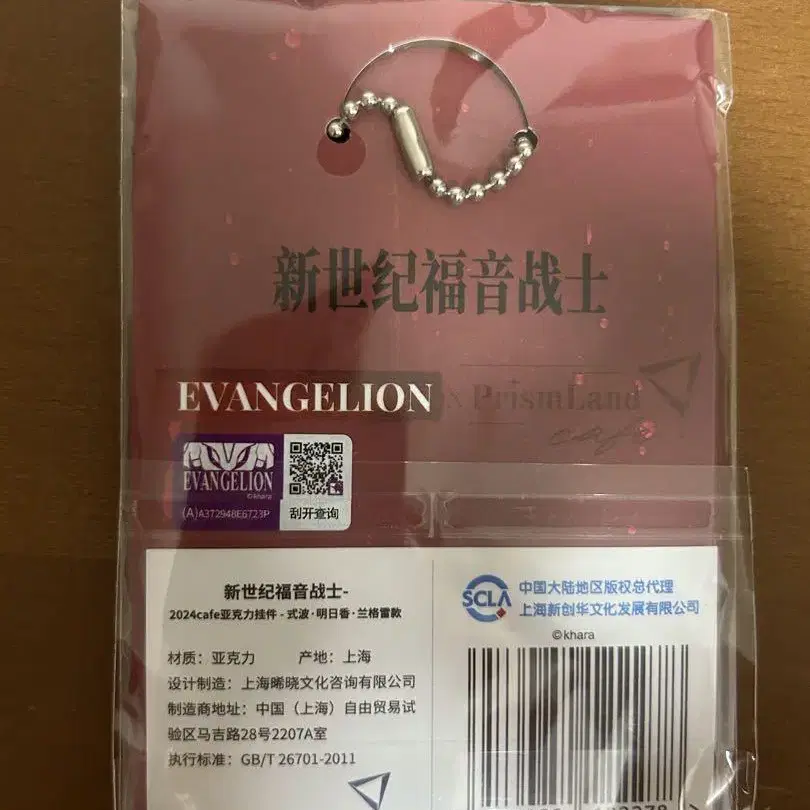 新世纪福音战士
EVANGELION X PrismLand
cafe
EVANGELION
©khara
(A)A372948E6723P
刮开查询
新世纪福音战士-
2024cafe亚克力挂件 - 式波·明日香·兰格雷敦
材质：亚克力 产地：上海
设计制造：上海晞晓文化咨询有限公司
制造商地址：中国（上海）自由贸易试
验区马吉路28号2207A室
执行标准：GB/T 26701-2011
SCLA
中国大陆地区版权总代理
上海新创华文化发展有限公司
©khara